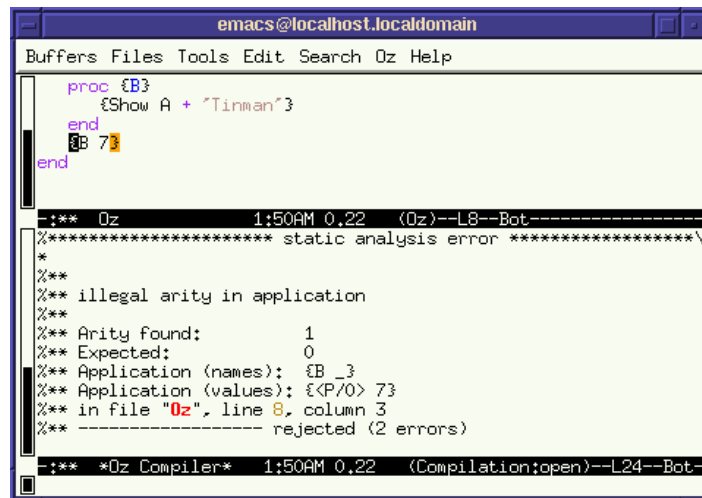 emacs@localhost.localdomain
Buffers Files Tools Edit Search Oz Help
proc {B}
{Show A + 'Tinman'}
end
{B 7}
end
-:** Oz 1:50AM 0.22 (Oz)--L8--Bot-----------------
%********************** static analysis error ******************\
*
%**
%** illegal arity in application
%**
%** Arity found: 1
%** Expected: 0
%** Application (names): {B _}
%** Application (values): {<P/0> 7}
%** in file "Oz", line 8, column 3
%** ------------------ rejected (2 errors)
-:** *Oz Compiler* 1:50AM 0.22 (Compilation:open)--L24--Bot-